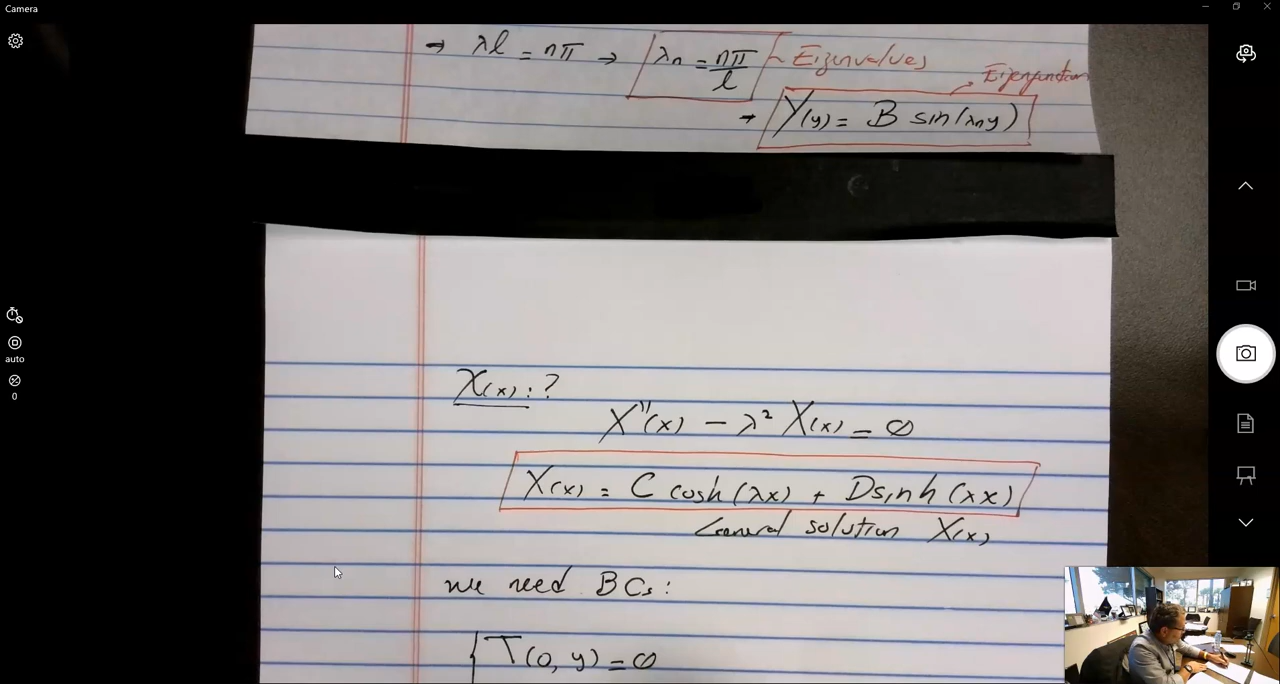 Camera
→ λl = nπ → λn = nπ/l Eigenvalues
→ Eigenfunction
→ Y(y) = B sin(λn y)
X(x) : ?
X''(x) - λ² X(x) = 0
X(x) = C cosh(λx) + D sinh(λx)
General solution X(x)
auto
0
we need BCs :
T(0, y) = 0